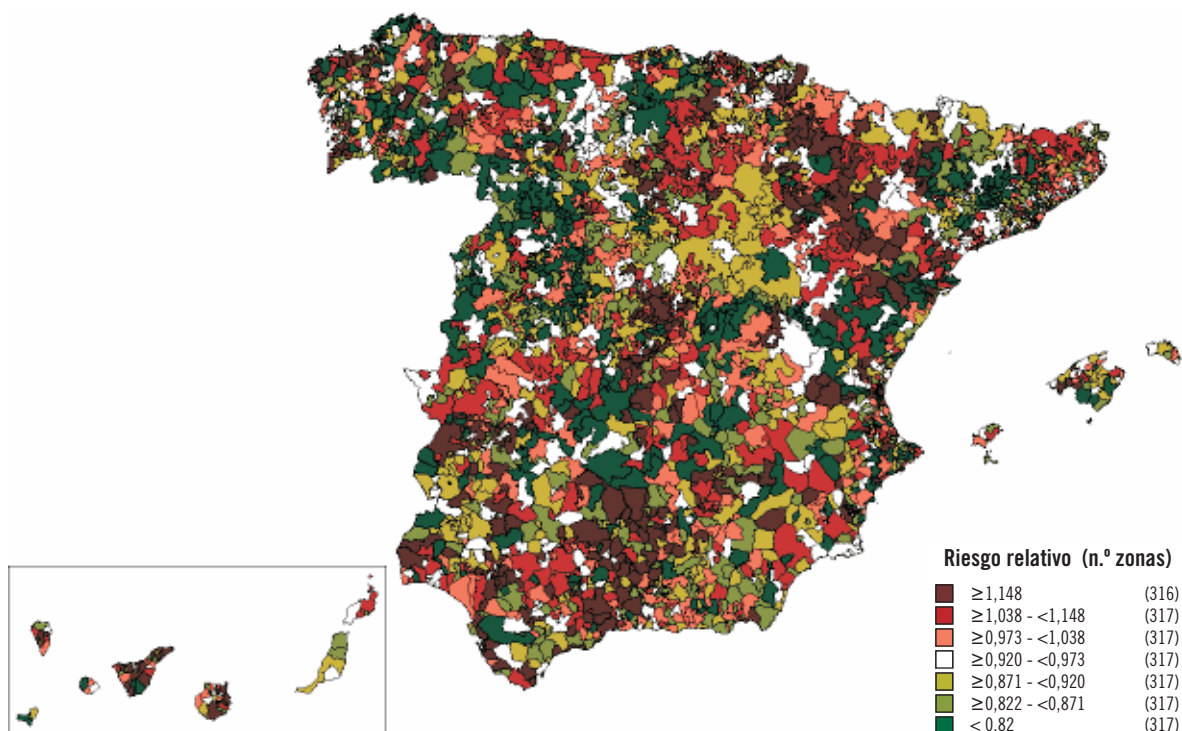 Riesgo relativo (n.º zonas)
≥1,148 (316)
≥1,038 - <1,148 (317)
≥0,973 - <1,038 (317)
≥0,920 - <0,973 (317)
≥0,871 - <0,920 (317)
≥0,822 - <0,871 (317)
< 0,82 (317)